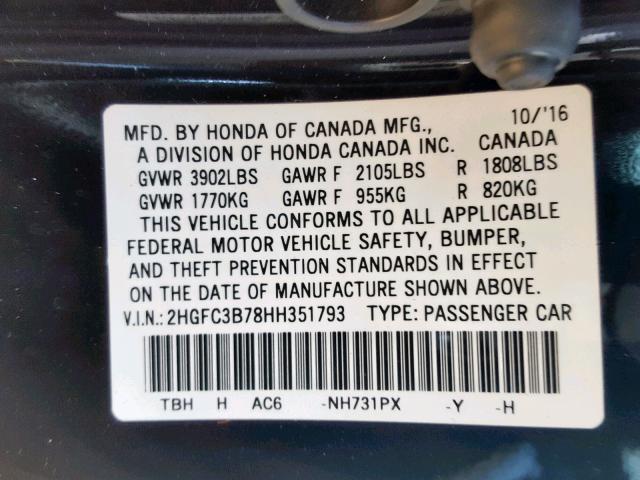 10/'16
MFD. BY HONDA OF CANADA MFG., CANADA
A DIVISION OF HONDA CANADA INC.
GVWR 3902LBS GAWR F 2105LBS R 1808LBS
GVWR 1770KG GAWR F 955KG R 820KG
THIS VEHICLE CONFORMS TO ALL APPLICABLE
FEDERAL MOTOR VEHICLE SAFETY, BUMPER,
AND THEFT PREVENTION STANDARDS IN EFFECT
ON THE DATE OF MANUFACTURE SHOWN ABOVE.
V.I.N.: 2HGFC3B78HH351793 TYPE: PASSENGER CAR
TBH H AC6 -NH731PX -Y -H